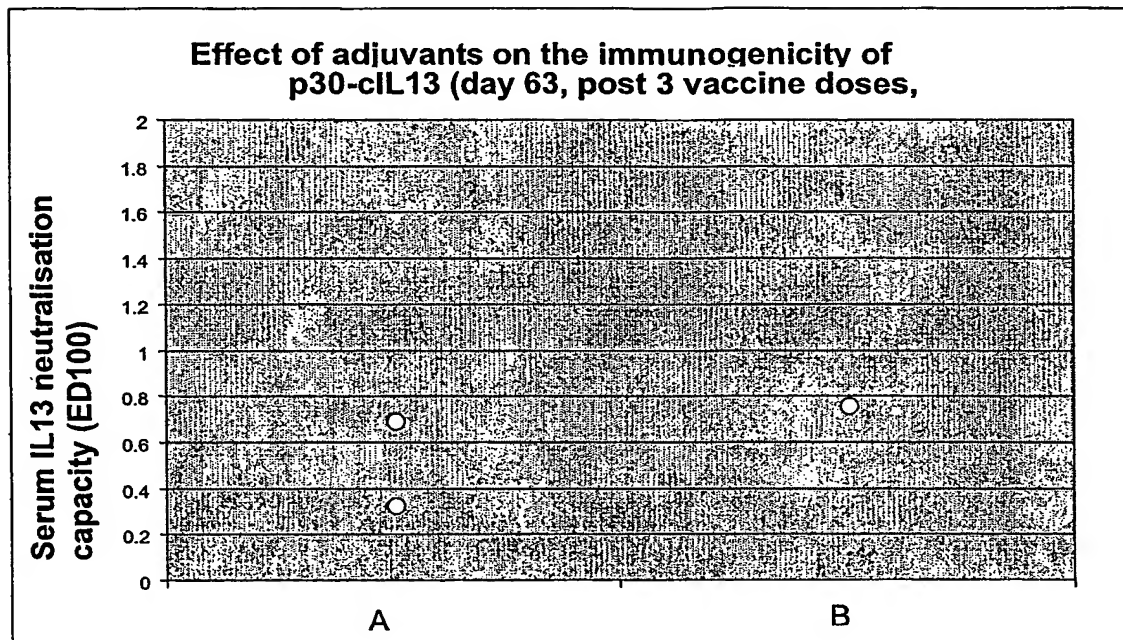 Effect of adjuvants on the immunogenicity of
p30-cIL13 (day 63, post 3 vaccine doses,
Serum IL13 neutralisation
capacity (ED100)
2
1.8
1.6
1.4
1.2
1
0.8
0.6
0.4
0.2
0
A
B